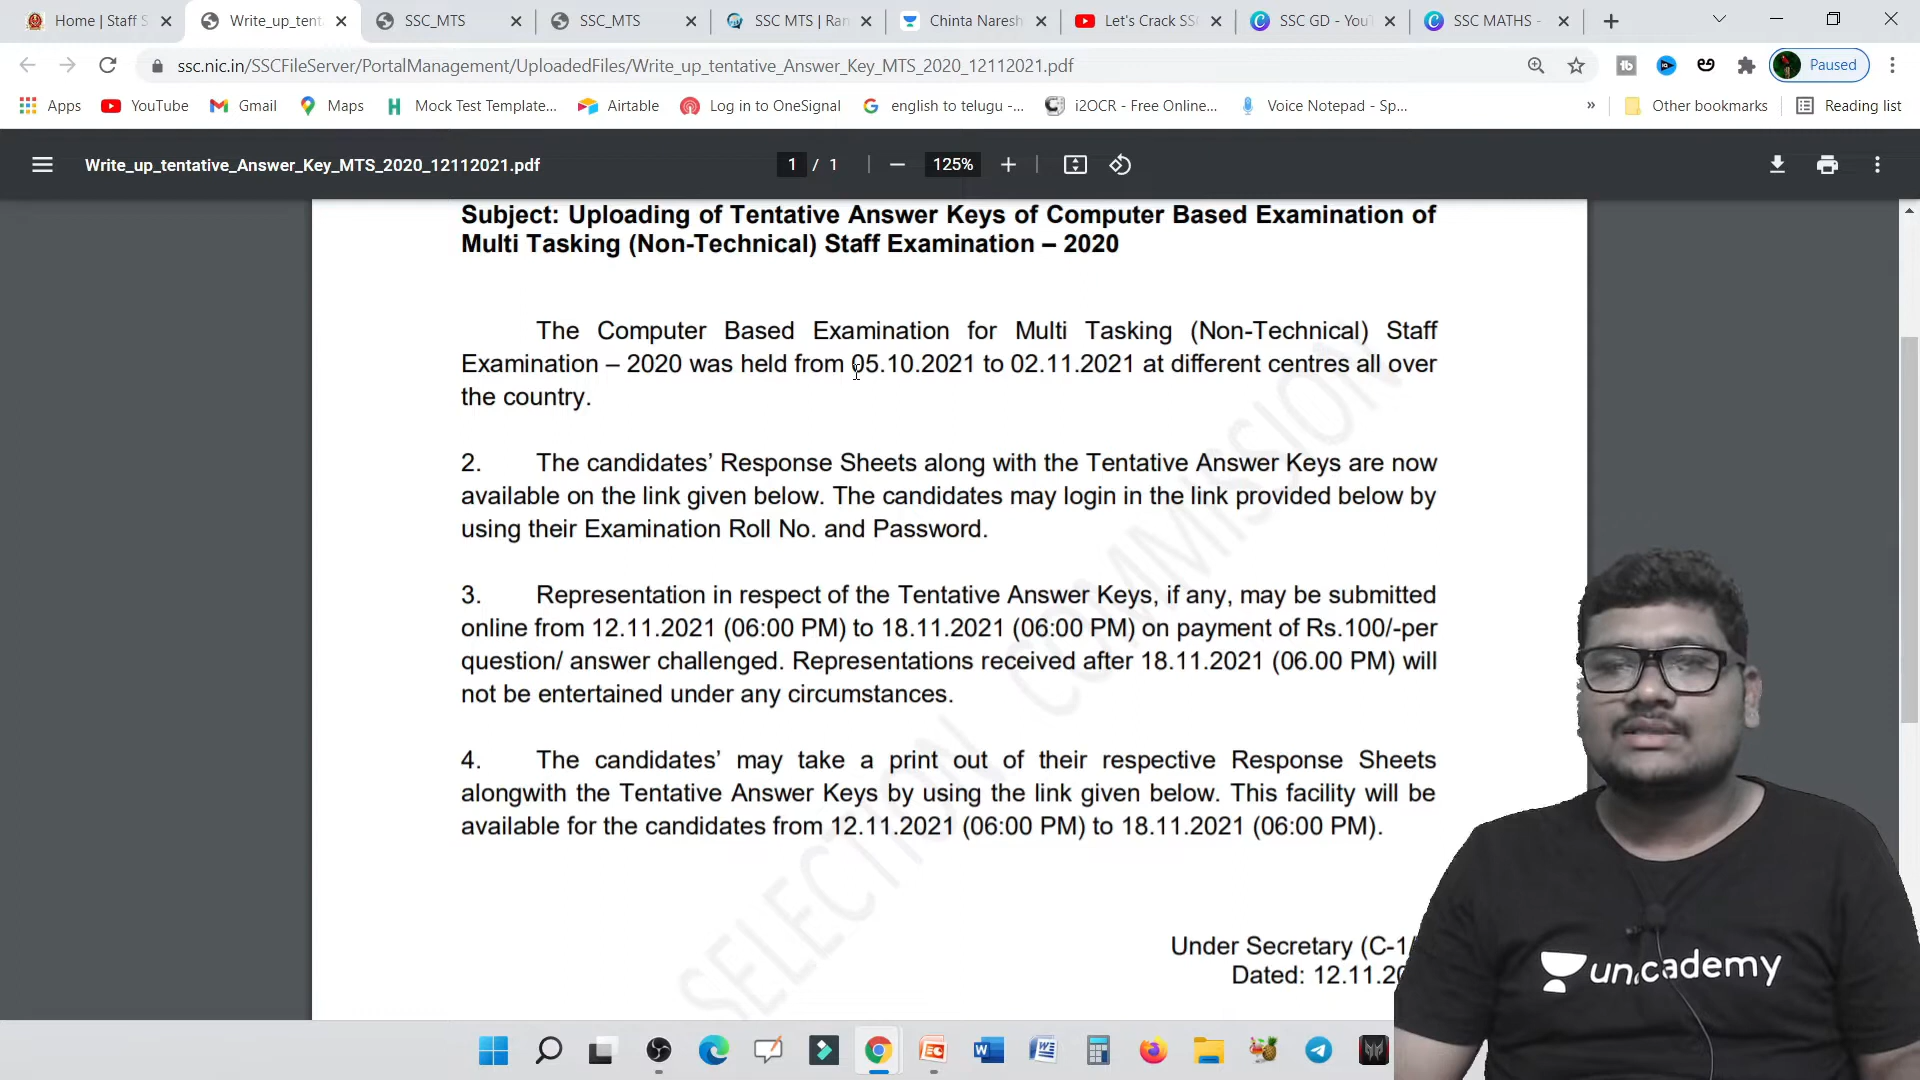 Home | Staff S
Write_up_tent
SSC_MTS
SSC_MTS
SSC MTS | Ran
Chinta Naresh
Let's Crack SSC
SSC GD - YouT
SSC MATHS -
ssc.nic.in/SSCFileServer/PortalManagement/UploadedFiles/Write_up_tentative_Answer_Key_MTS_2020_12112021.pdf
Paused
Apps
YouTube
Gmail
Maps
Mock Test Template...
Airtable
Log in to OneSignal
english to telugu -...
i2OCR - Free Online...
Voice Notepad - Sp...
»
Other bookmarks
Reading list
Write_up_tentative_Answer_Key_MTS_2020_12112021.pdf
1 / 1
125%
Subject: Uploading of Tentative Answer Keys of Computer Based Examination of
Multi Tasking (Non-Technical) Staff Examination – 2020
The Computer Based Examination for Multi Tasking (Non-Technical) Staff
Examination – 2020 was held from 05.10.2021 to 02.11.2021 at different centres all over
the country.
2. The candidates’ Response Sheets along with the Tentative Answer Keys are now
available on the link given below. The candidates may login in the link provided below by
using their Examination Roll No. and Password.
3. Representation in respect of the Tentative Answer Keys, if any, may be submitted
online from 12.11.2021 (06:00 PM) to 18.11.2021 (06:00 PM) on payment of Rs.100/-per
question/ answer challenged. Representations received after 18.11.2021 (06.00 PM) will
not be entertained under any circumstances.
4. The candidates’ may take a print out of their respective Response Sheets
alongwith the Tentative Answer Keys by using the link given below. This facility will be
available for the candidates from 12.11.2021 (06:00 PM) to 18.11.2021 (06:00 PM).
SELECTION COMMISSION
Under Secretary (C-1/
Dated: 12.11.20
unacademy